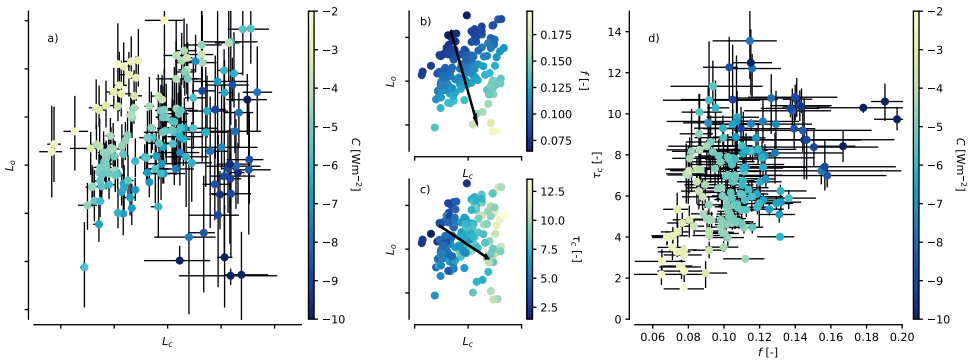 a)
L_o
L_c
−2
−3
−4
−5
−6
−7
−8
−9
−10
C [Wm⁻²]
b)
L_o
L_c
0.175
0.150
0.125
0.100
0.075
f [-]
c)
L_o
L_c
12.5
10.0
7.5
5.0
2.5
τ_c [-]
d)
14
12
10
8
6
4
2
0
τ_c [-]
0.06 0.08 0.10 0.12 0.14 0.16 0.18 0.20
f [-]
−2
−3
−4
−5
−6
−7
−8
−9
−10
C [Wm⁻²]